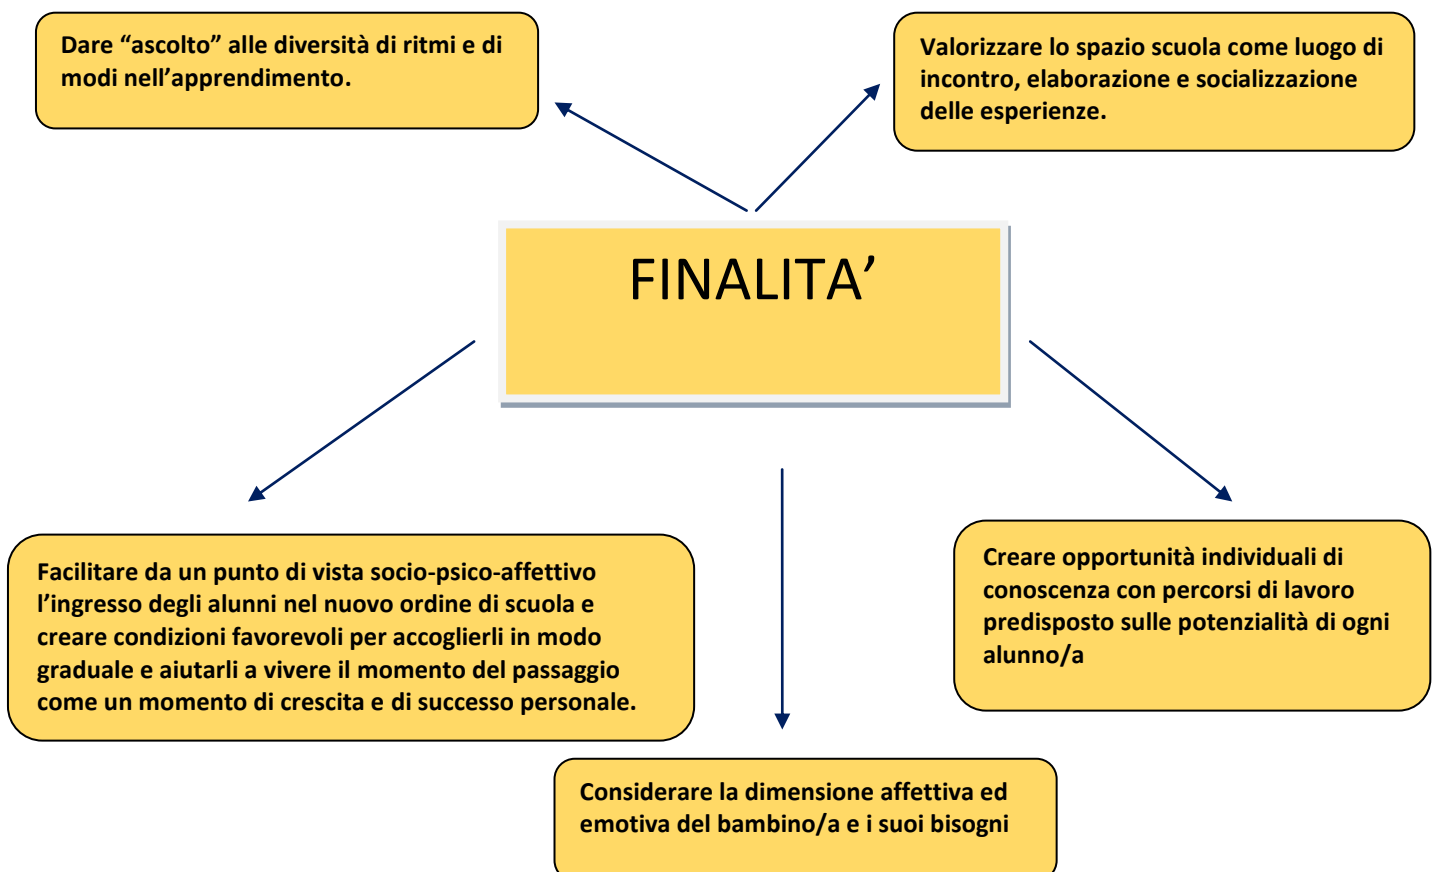 Dare “ascolto” alle diversità di ritmi e di
modi nell’apprendimento.
Valorizzare lo spazio scuola come luogo di
incontro, elaborazione e socializzazione
delle esperienze.
FINALITA’
Facilitare da un punto di vista socio-psico-affettivo
l’ingresso degli alunni nel nuovo ordine di scuola e
creare condizioni favorevoli per accoglierli in modo
graduale e aiutarli a vivere il momento del passaggio
come un momento di crescita e di successo personale.
Creare opportunità individuali di
conoscenza con percorsi di lavoro
predisposto sulle potenzialità di ogni
alunno/a
Considerare la dimensione affettiva ed
emotiva del bambino/a e i suoi bisogni